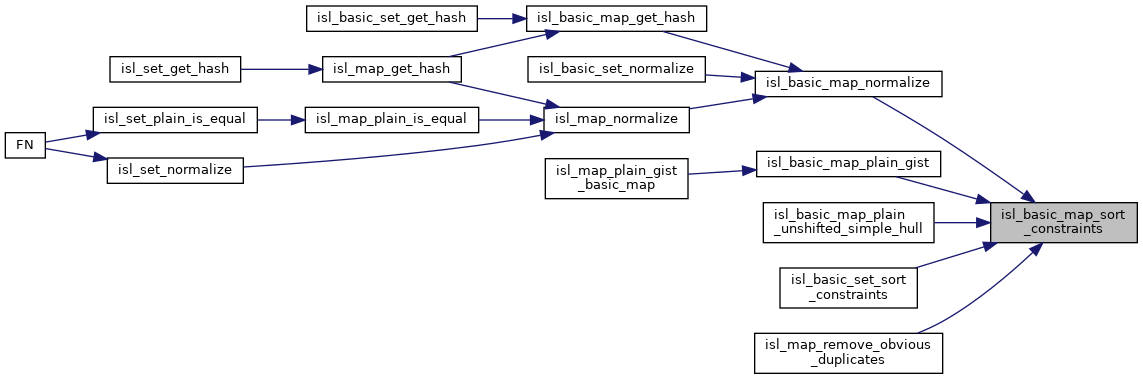 isl_basic_set_get_hash
isl_basic_map_get_hash
isl_set_get_hash
isl_map_get_hash
isl_basic_set_normalize
isl_basic_map_normalize
isl_set_plain_is_equal
isl_map_plain_is_equal
isl_map_normalize
FN
isl_set_normalize
isl_map_plain_gist
_basic_map
isl_basic_map_plain_gist
isl_basic_map_plain
_unshifted_simple_hull
isl_basic_map_sort
_constraints
isl_basic_set_sort
_constraints
isl_map_remove_obvious
_duplicates